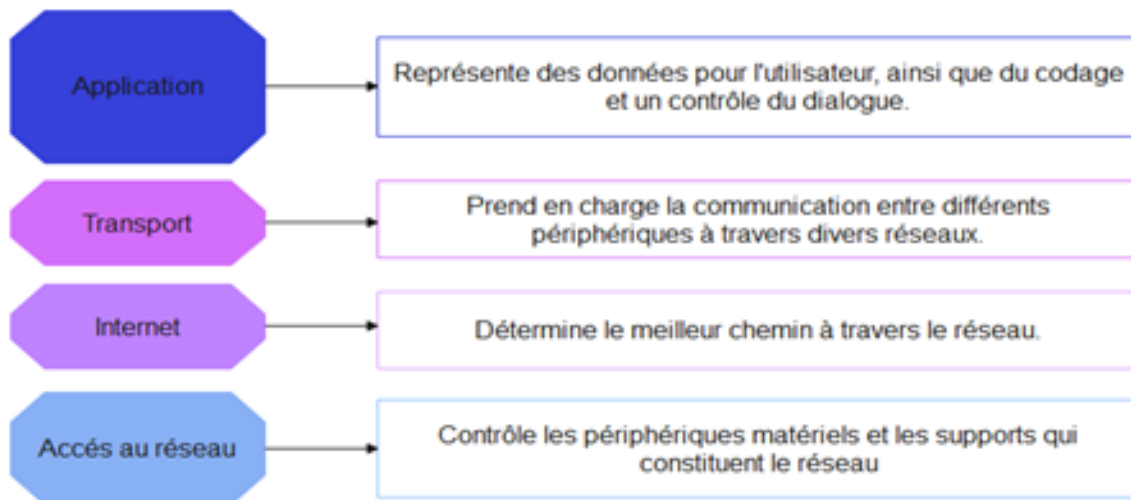 Application
Représente des données pour l'utilisateur, ainsi que du codage
et un contrôle du dialogue.
Transport
Prend en charge la communication entre différents
périphériques à travers divers réseaux.
Internet
Détermine le meilleur chemin à travers le réseau.
Accés au réseau
Contrôle les périphériques matériels et les supports qui
constituent le réseau